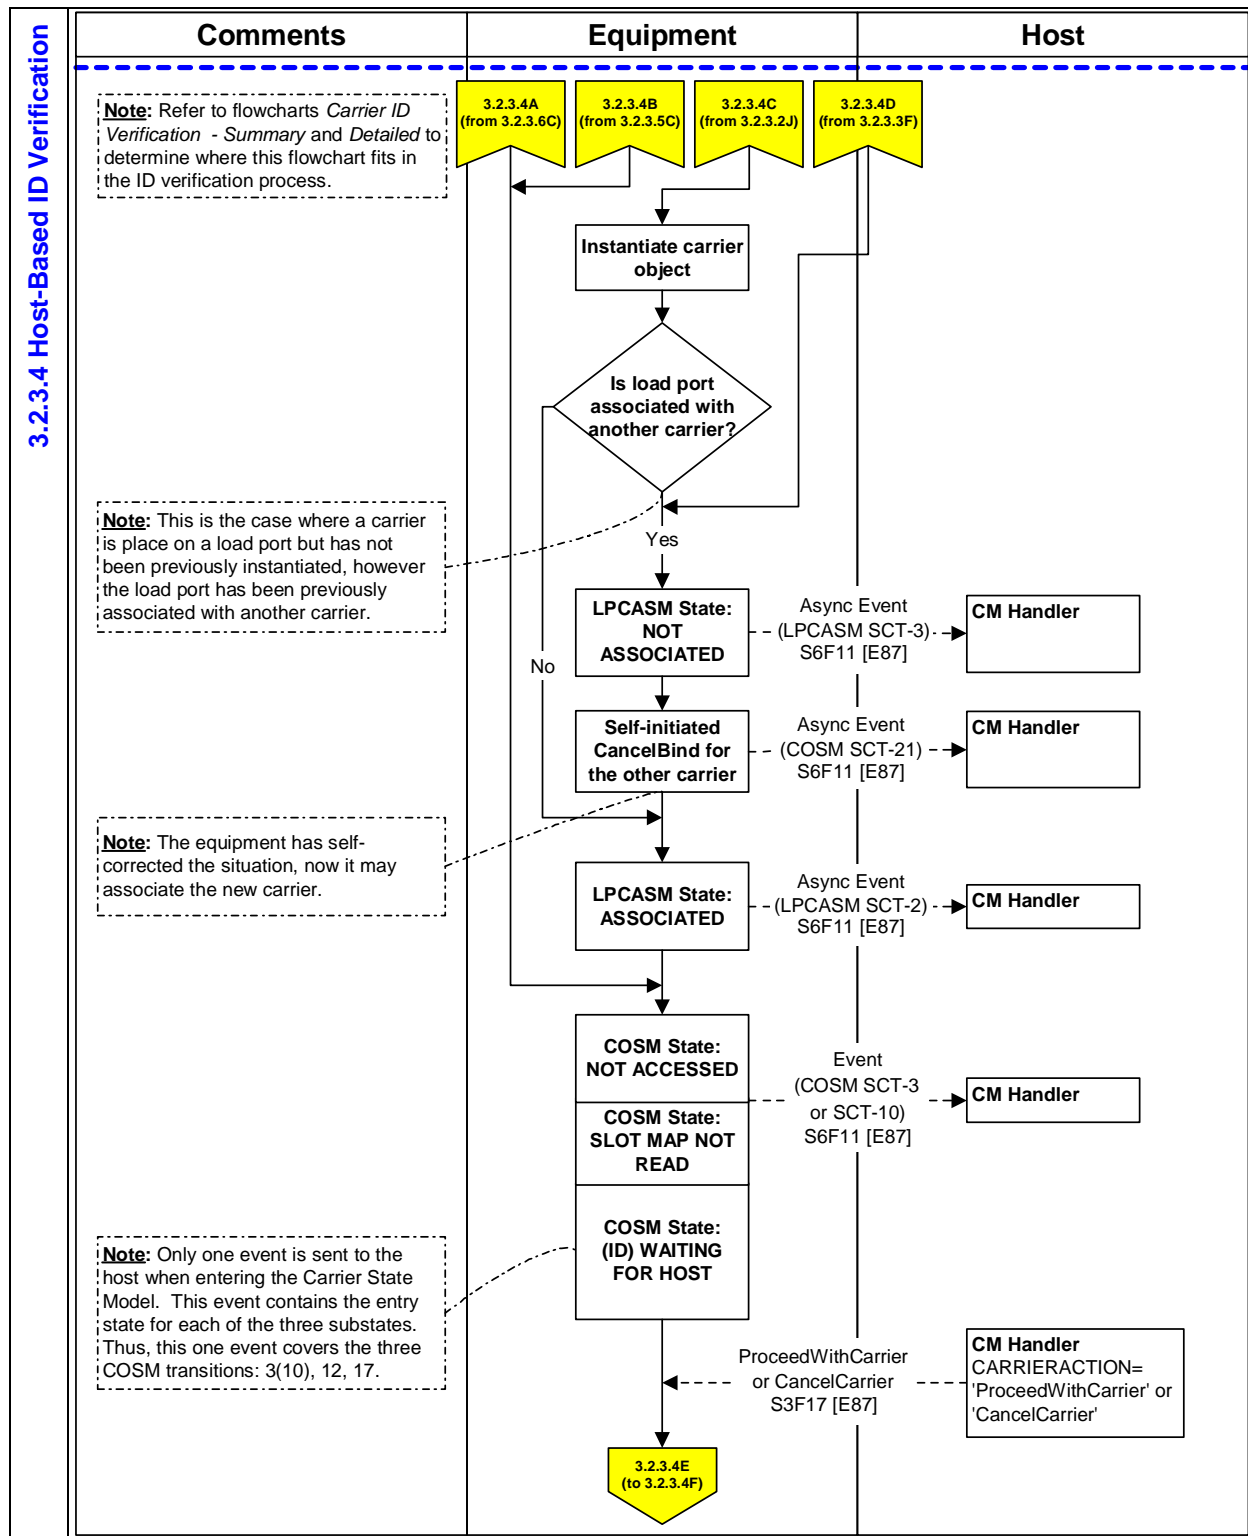 3.2.3.4 Host-Based ID Verification
Comments
Equipment
Host
Note: Refer to flowcharts Carrier ID
Verification - Summary and Detailed to
determine where this flowchart fits in
the ID verification process.
3.2.3.4A
(from 3.2.3.6C)
3.2.3.4B
(from 3.2.3.5C)
3.2.3.4C
(from 3.2.3.2J)
3.2.3.4D
(from 3.2.3.3F)
Instantiate carrier
object
Is load port
associated with
another carrier?
Note: This is the case where a carrier
is place on a load port but has not
been previously instantiated, however
the load port has been previously
associated with another carrier.
Yes
No
LPCASM State:
NOT
ASSOCIATED
Async Event
(LPCASM SCT-3)
S6F11 [E87]
CM Handler
Self-initiated
CancelBind for
the other carrier
Async Event
(COSM SCT-21)
S6F11 [E87]
CM Handler
Note: The equipment has self-
corrected the situation, now it may
associate the new carrier.
LPCASM State:
ASSOCIATED
Async Event
(LPCASM SCT-2)
S6F11 [E87]
CM Handler
COSM State:
NOT ACCESSED
COSM State:
SLOT MAP NOT
READ
Event
(COSM SCT-3
or SCT-10)
S6F11 [E87]
CM Handler
COSM State:
(ID) WAITING
FOR HOST
Note: Only one event is sent to the
host when entering the Carrier State
Model. This event contains the entry
state for each of the three substates.
Thus, this one event covers the three
COSM transitions: 3(10), 12, 17.
ProceedWithCarrier
or CancelCarrier
S3F17 [E87]
CM Handler
CARRIERACTION=
'ProceedWithCarrier' or
'CancelCarrier'
3.2.3.4E
(to 3.2.3.4F)